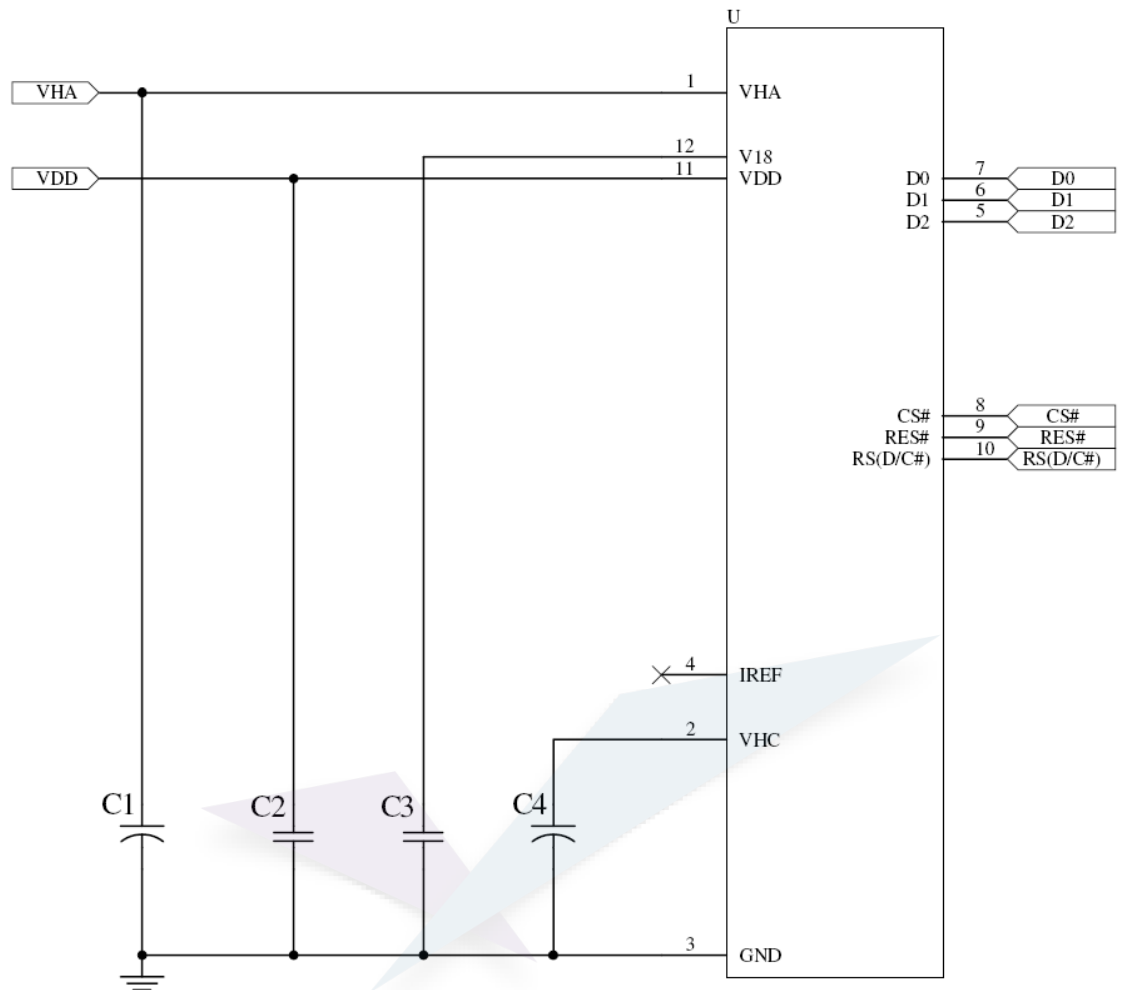 U
VHA 1 VHA
12 V18
VDD 11 VDD
D0 7 D0
D1 6 D1
D2 5 D2
CS# 8 CS#
RES# 9 RES#
RS(D/C#) 10 RS(D/C#)
4 IREF
2 VHC
C1 C2 C3 C4
3 GND